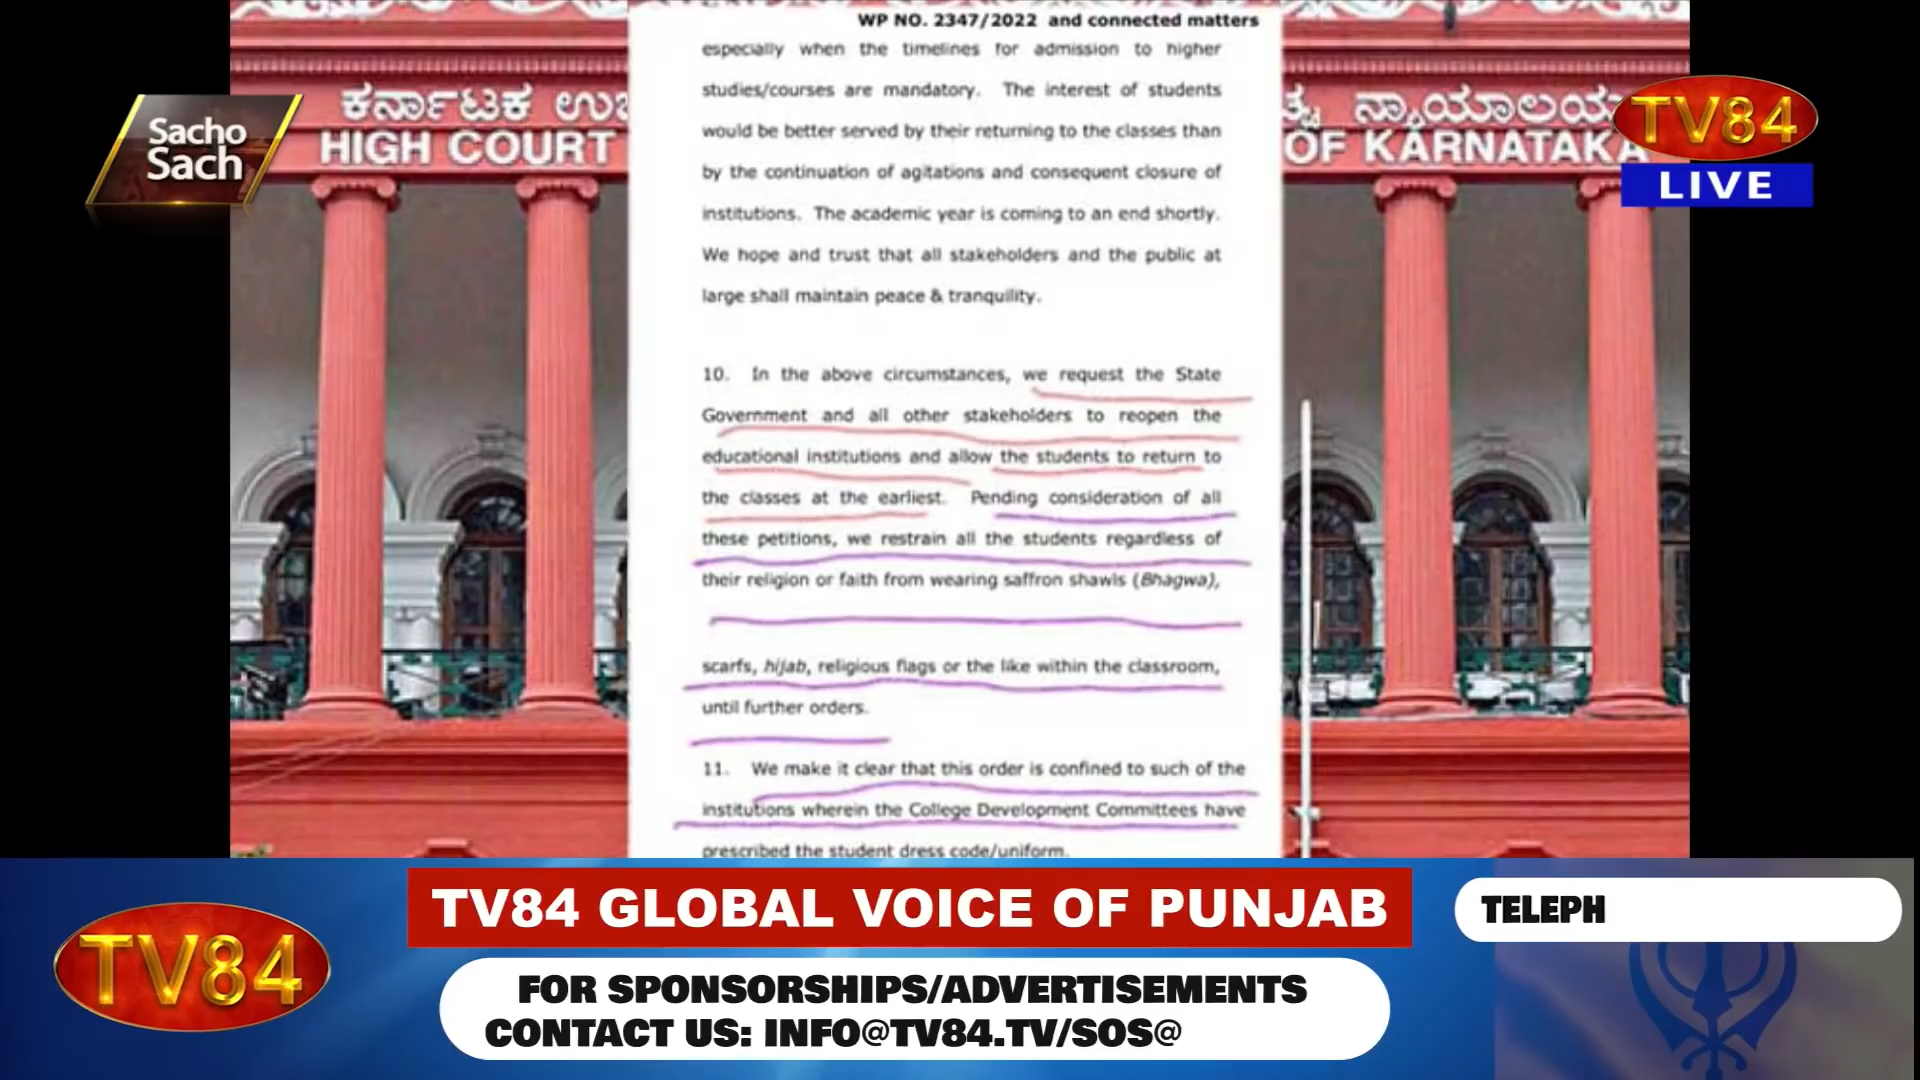 WP NO. 2347/2022 and connected matters
especially when the timelines for admission to higher
studies/courses are mandatory. The interest of students
would be better served by their returning to the classes than
by the continuation of agitations and consequent closure of
institutions. The academic year is coming to an end shortly.
We hope and trust that all stakeholders and the public at
large shall maintain peace & tranquility.
10. In the above circumstances, we request the State
Government and all other stakeholders to reopen the
educational institutions and allow the students to return to
the classes at the earliest. Pending consideration of all
these petitions, we restrain all the students regardless of
their religion or faith from wearing saffron shawls (Bhagwa),
scarfs, hijab, religious flags or the like within the classroom,
until further orders.
11. We make it clear that this order is confined to such of the
institutions wherein the College Development Committees have
prescribed the student dress code/uniform.
Sacho
Sach
ಕರ್ನಾಟಕ ಉಚ
HIGH COURT
ನ್ಯಾಯಾಲಯ
OF KARNATAKA
TV84
LIVE
TV84
TV84 GLOBAL VOICE OF PUNJAB
FOR SPONSORSHIPS/ADVERTISEMENTS
CONTACT US: INFO@TV84.TV/SOS@
TELEPH